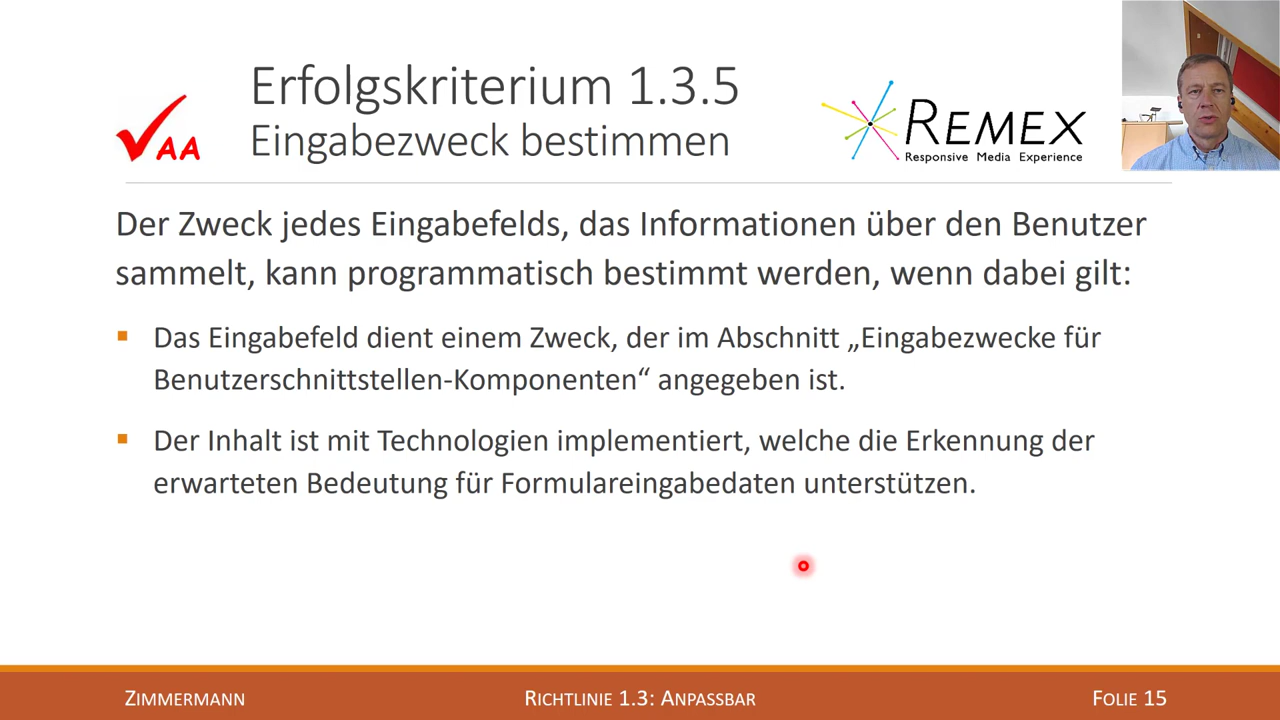 Erfolgskriterium 1.3.5
AA
Eingabezweck bestimmen
REMEX
Responsive Media Experience
Der Zweck jedes Eingabefelds, das Informationen über den Benutzer
sammelt, kann programmatisch bestimmt werden, wenn dabei gilt:
Das Eingabefeld dient einem Zweck, der im Abschnitt „Eingabezwecke für
Benutzerschnittstellen-Komponenten“ angegeben ist.
Der Inhalt ist mit Technologien implementiert, welche die Erkennung der
erwarteten Bedeutung für Formulareingabedaten unterstützen.
ZIMMERMANN
RICHTLINIE 1.3: ANPASSBAR
FOLIE 15